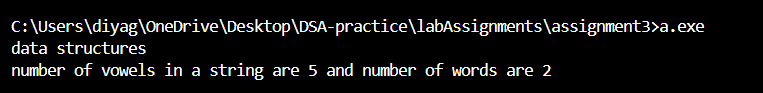 C:\Users\diyag\OneDrive\Desktop\DSA-practice\labAssignments\assignment3>a.exe
data structures
number of vowels in a string are 5 and number of words are 2